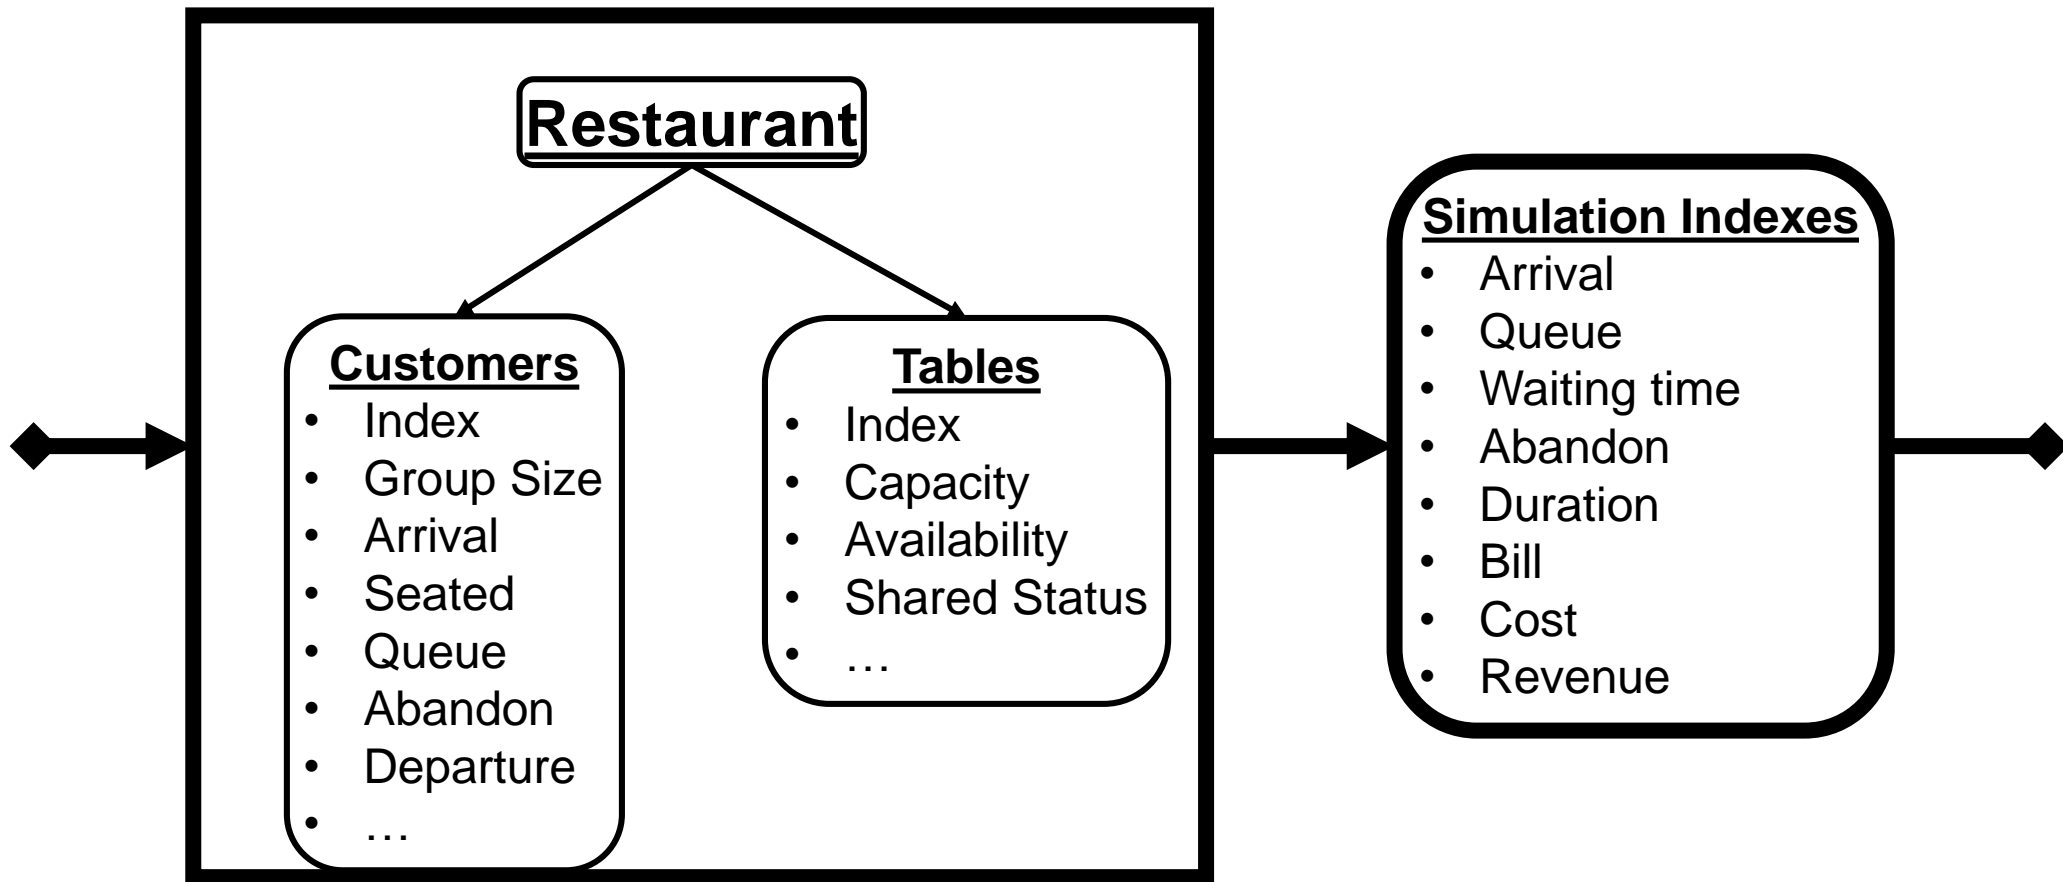 Restaurant
Customers
• Index
• Group Size
• Arrival
• Seated
• Queue
• Abandon
• Departure
• …
Tables
• Index
• Capacity
• Availability
• Shared Status
• …
Simulation Indexes
• Arrival
• Queue
• Waiting time
• Abandon
• Duration
• Bill
• Cost
• Revenue